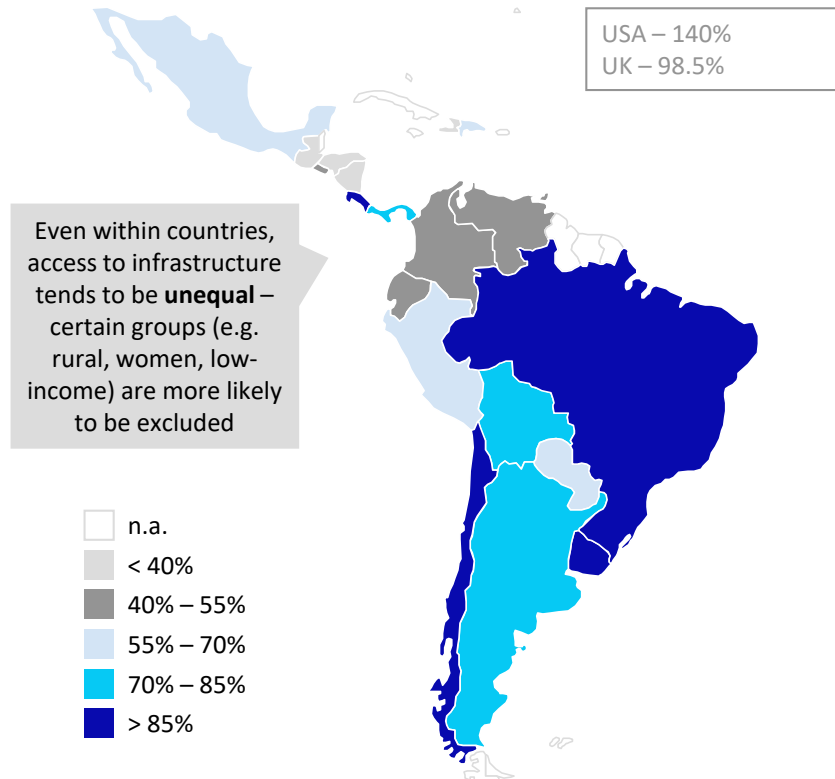 USA – 140%
UK – 98.5%
Even within countries,
access to infrastructure
tends to be unequal –
certain groups (e.g.
rural, women, low-
income) are more likely
to be excluded
n.a.
< 40%
40% – 55%
55% – 70%
70% – 85%
> 85%